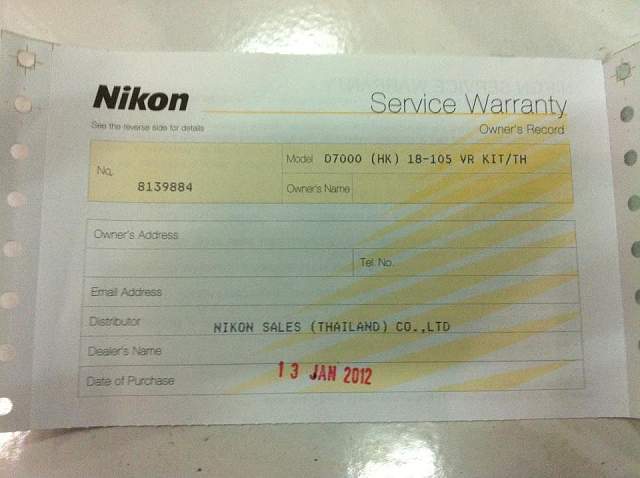 Nikon
Service Warranty
See the reverse side for details
Owner's Record
No.
8139884
Model D7000 (HK) 18-105 VR KIT/TH
Owner's Name
Owner's Address
Tel No.
Email Address
Distributor NIKON SALES (THAILAND) CO.,LTD
Dealer's Name
Date of Purchase 13 JAN 2012